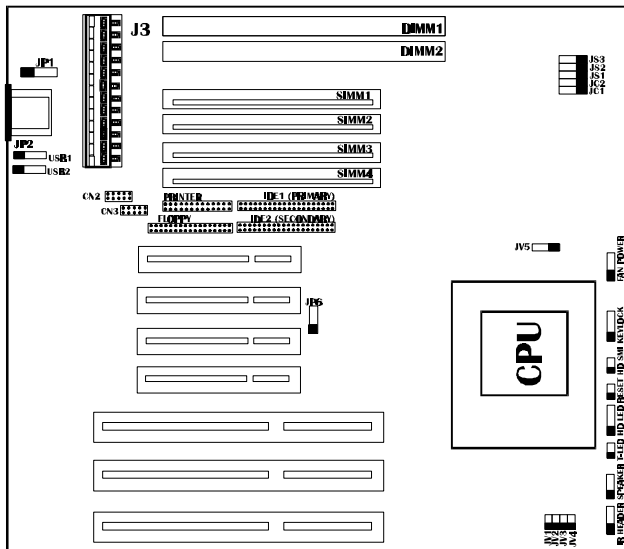 J3
DIMM1
DIMM2
JP1
JS3
JS2
JS1
JC2
JC1
SIMM1
SIMM2
SIMM3
SIMM4
JP2
USB1
USB2
CN2
CN3
PRINTER
IDE1 (PRIMARY)
FLOPPY
IDE2 (SECONDARY)
JV5
JP6
CPU
FAN POWER
KEYLOCK
HD SMI
RESET
HD LED
T-LED
SPEAKER
IR HEADER
JV1
JV2
JV3
JV4